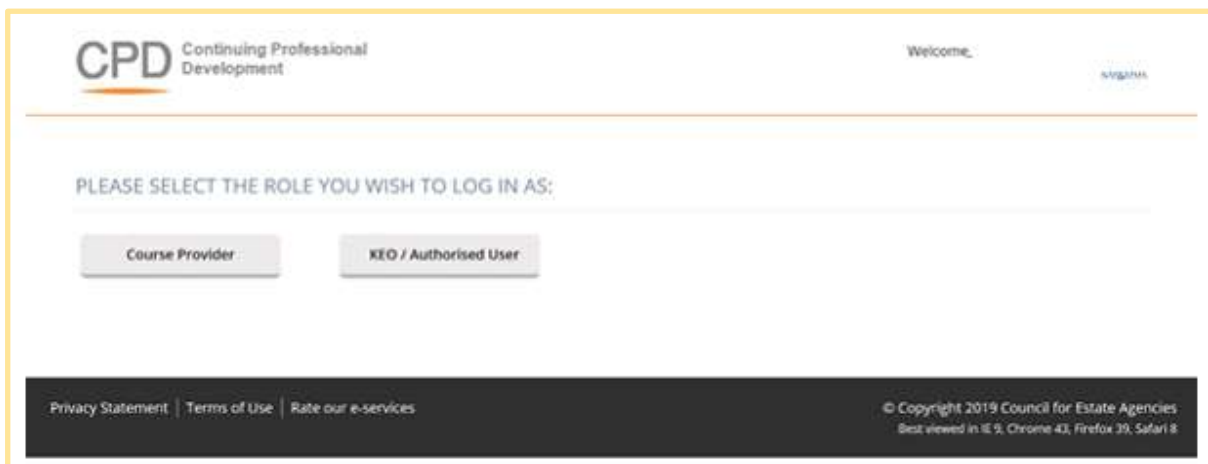 CPD Continuing Professional
Development
Welcome,
PLEASE SELECT THE ROLE YOU WISH TO LOG IN AS:
Course Provider
KEO / Authorised User
Privacy Statement | Terms of Use | Rate our e-services
© Copyright 2019 Council for Estate Agencies
Best viewed in IE 9, Chrome 43, Firefox 39, Safari 8